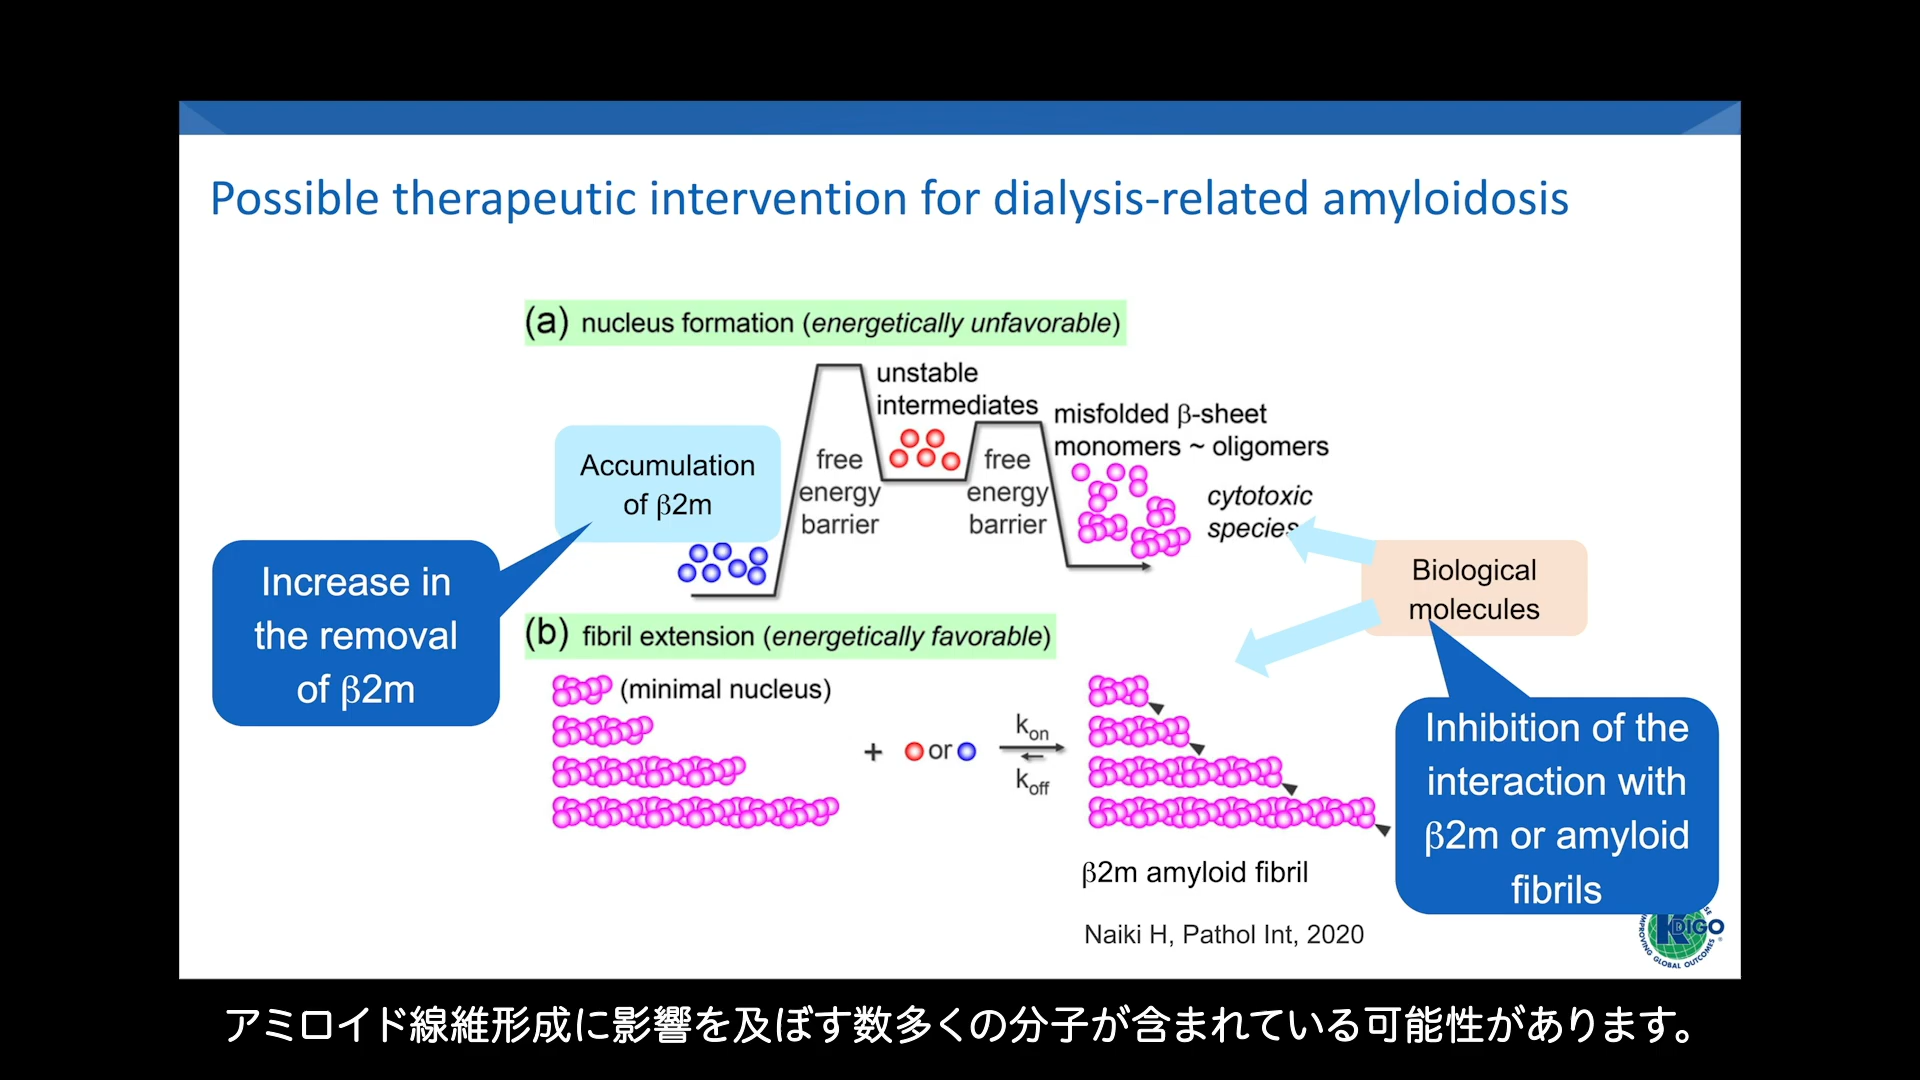 Possible therapeutic intervention for dialysis-related amyloidosis
(a) nucleus formation (energetically unfavorable)
unstable
intermediates
misfolded β-sheet
monomers ~ oligomers
Accumulation
of β2m
free
energy
barrier
free
energy
barrier
cytotoxic
species
Increase in
the removal
of β2m
Biological
molecules
(b) fibril extension (energetically favorable)
(minimal nucleus)
+ or
kon
koff
Inhibition of the
interaction with
β2m or amyloid
fibrils
β2m amyloid fibril
Naiki H, Pathol Int, 2020
KDIGO
IMPROVING GLOBAL OUTCOMES
アミロイド線維形成に影響を及ぼす数多くの分子が含まれている可能性があります。